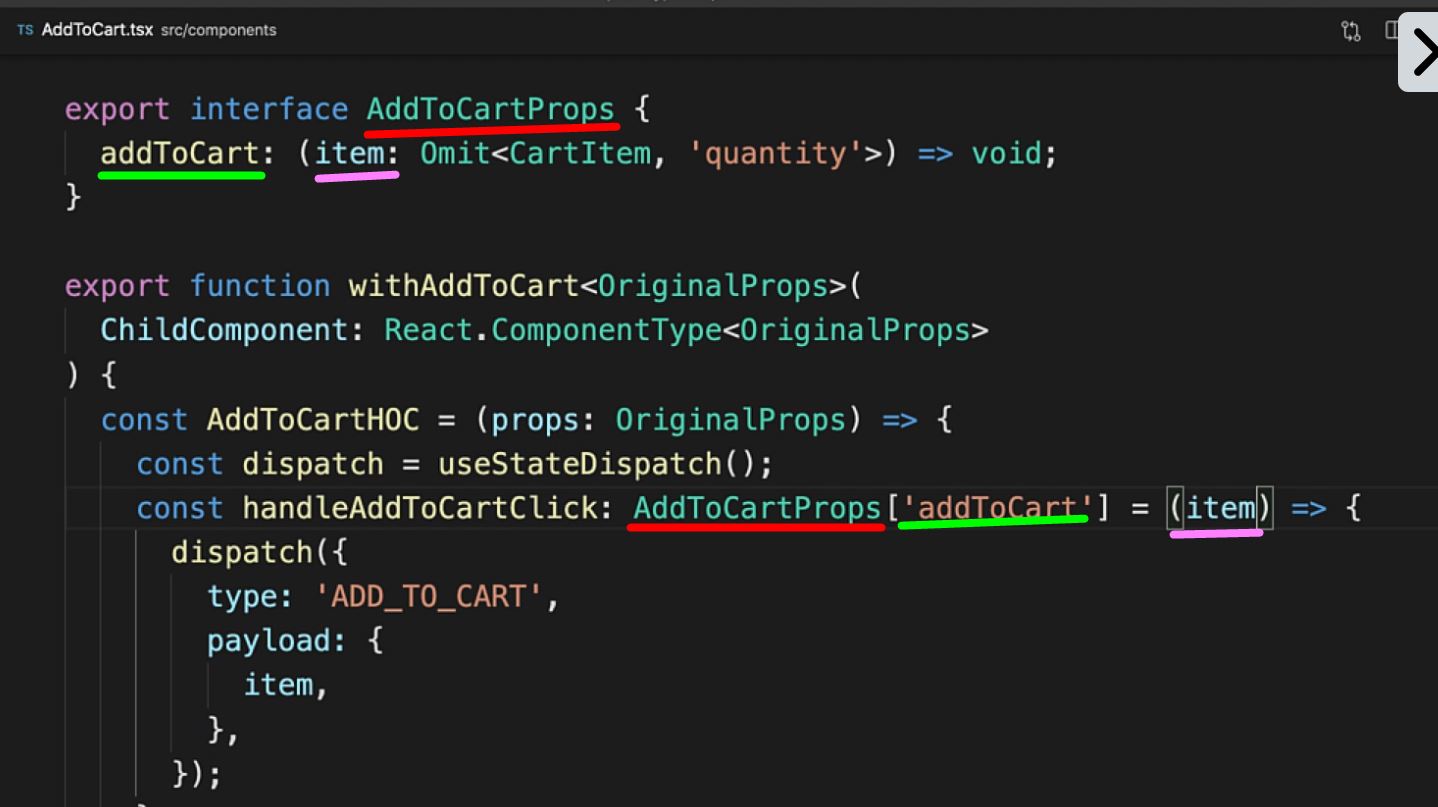 TS AddToCart.tsx src/components
export interface AddToCartProps {
addToCart: (item: Omit<CartItem, 'quantity'>) => void;
}
export function withAddToCart<OriginalProps>(
ChildComponent: React.ComponentType<OriginalProps>
) {
const AddToCartHOC = (props: OriginalProps) => {
const dispatch = useStateDispatch();
const handleAddToCartClick: AddToCartProps['addToCart'] = (item) => {
dispatch({
type: 'ADD_TO_CART',
payload: {
item,
},
});